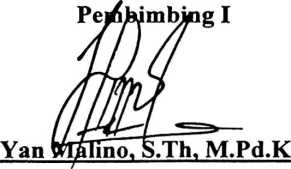 Pembimbing I
Yan Malino, S.Th, M.Pd.K